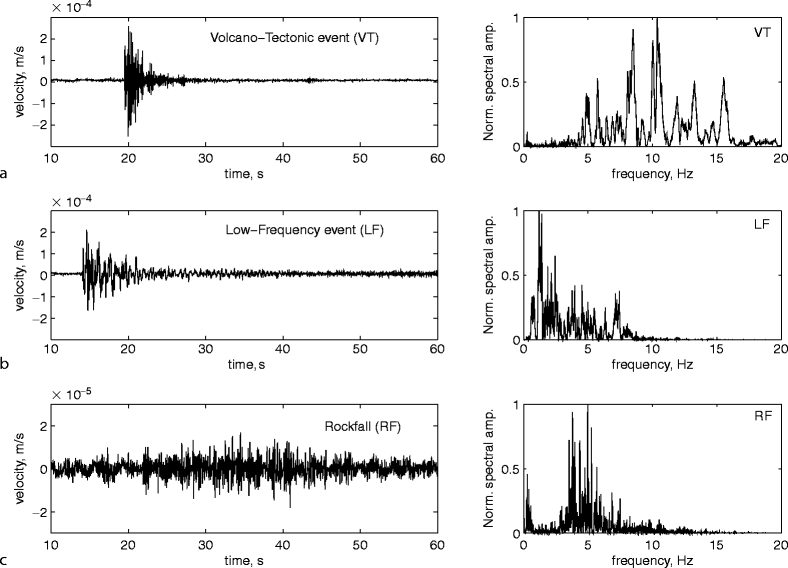 × 10⁻⁴
2
1
0
−1
−2
velocity, m/s
Volcano−Tectonic event (VT)
10 20 30 40 50 60
time, s
a
1
0.5
0
Norm. spectral amp.
VT
0 5 10 15 20
frequency, Hz
× 10⁻⁴
2
1
0
−1
−2
velocity, m/s
Low−Frequency event (LF)
10 20 30 40 50 60
time, s
b
1
0.5
0
Norm. spectral amp.
LF
0 5 10 15 20
frequency, Hz
× 10⁻⁵
2
0
−2
velocity, m/s
Rockfall (RF)
10 20 30 40 50 60
time, s
c
1
0.5
0
Norm. spectral amp.
RF
0 5 10 15 20
frequency, Hz